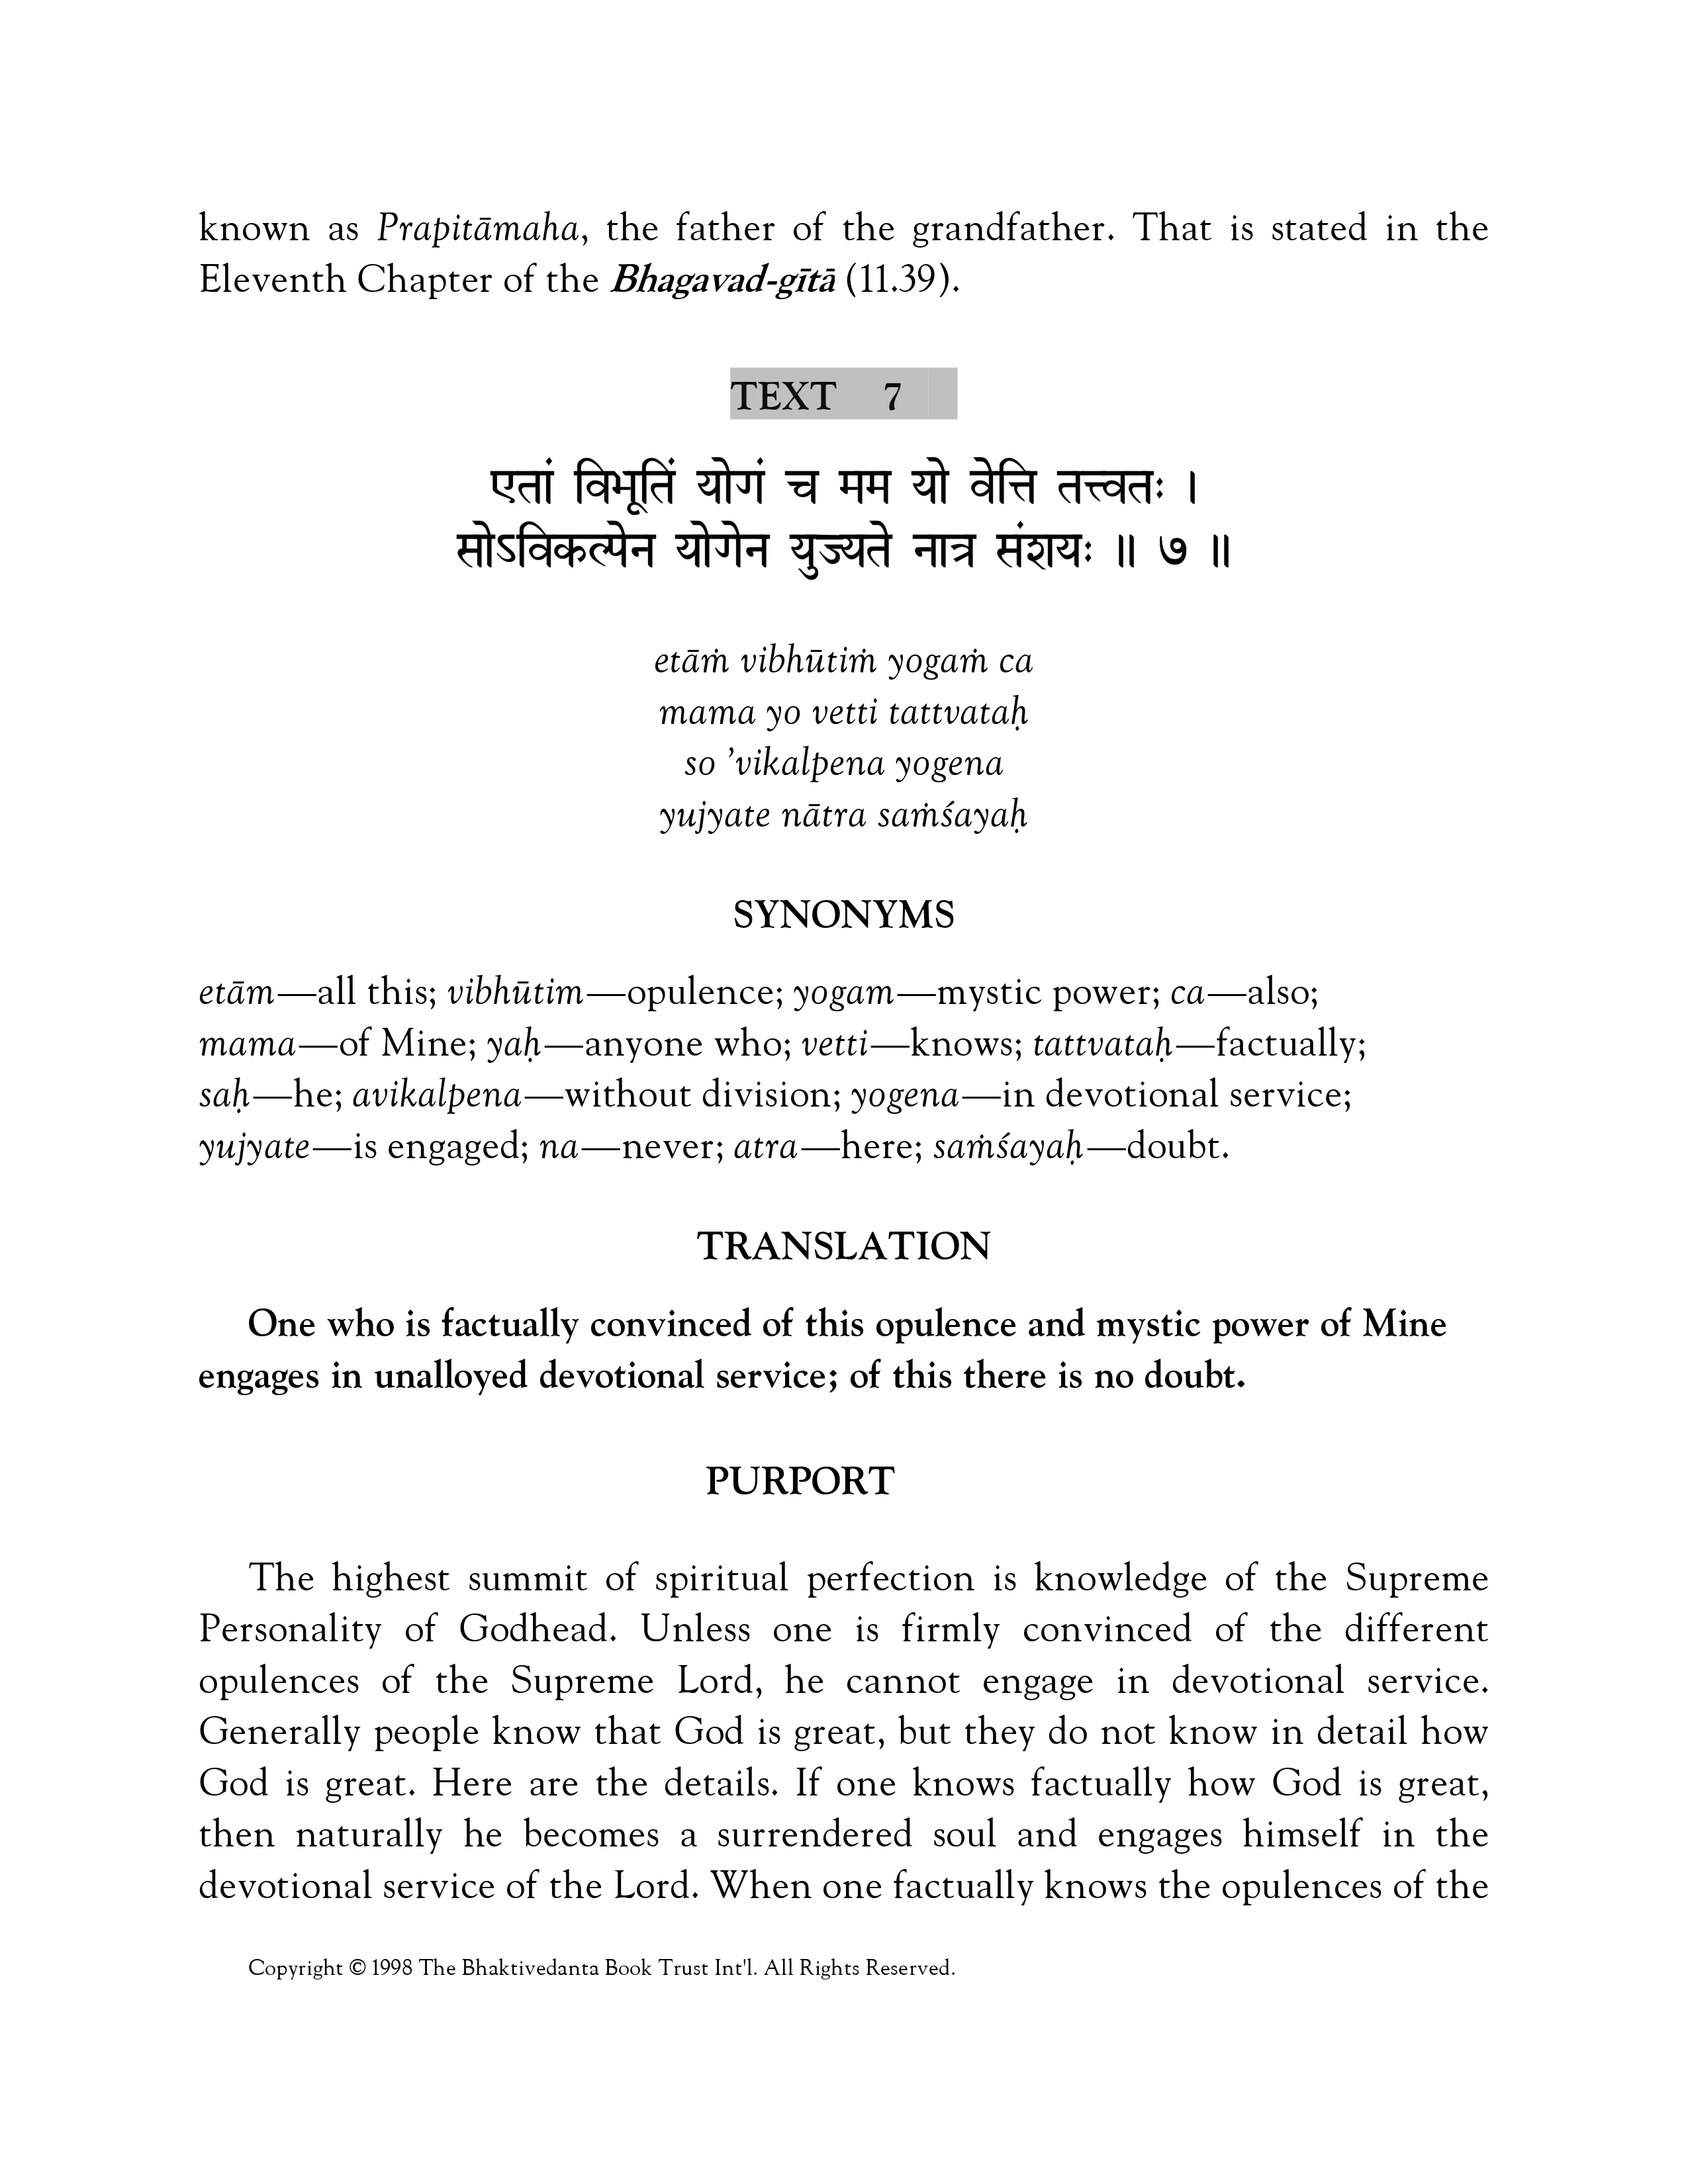 known as Prapitāmaha, the father of the grandfather. That is stated in the
Eleventh Chapter of the Bhagavad-gītā (11.39).
TEXT 7
एतां विभूतिं योगं च मम यो वेत्ति तत्त्वतः ।
सोऽविकल्पेन योगेन युज्यते नात्र संशयः ॥ ७ ॥
etāṁ vibhūtiṁ yogaṁ ca
mama yo vetti tattvataḥ
so ’vikalpena yogena
yujyate nātra saṁśayaḥ
SYNONYMS
etām—all this; vibhūtim—opulence; yogam—mystic power; ca—also;
mama—of Mine; yaḥ—anyone who; vetti—knows; tattvataḥ—factually;
saḥ—he; avikalpena—without division; yogena—in devotional service;
yujyate—is engaged; na—never; atra—here; saṁśayaḥ—doubt.
TRANSLATION
One who is factually convinced of this opulence and mystic power of Mine
engages in unalloyed devotional service; of this there is no doubt.
PURPORT
The highest summit of spiritual perfection is knowledge of the Supreme
Personality of Godhead. Unless one is firmly convinced of the different
opulences of the Supreme Lord, he cannot engage in devotional service.
Generally people know that God is great, but they do not know in detail how
God is great. Here are the details. If one knows factually how God is great,
then naturally he becomes a surrendered soul and engages himself in the
devotional service of the Lord. When one factually knows the opulences of the
Copyright © 1998 The Bhaktivedanta Book Trust Int'l. All Rights Reserved.